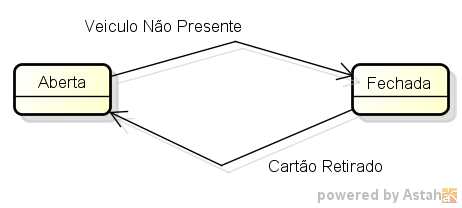 Veiculo Não Presente
Aberta
Fechada
Cartão Retirado
powered by Astah